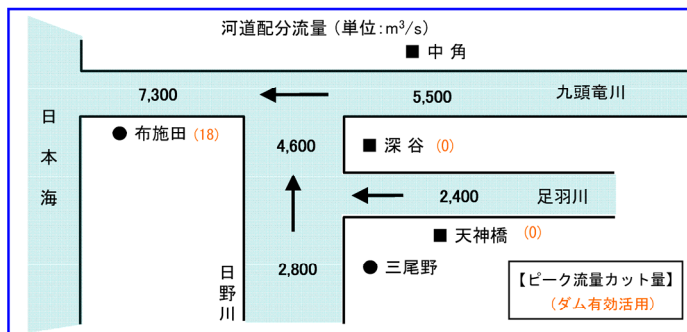 河道配分流量 (単位:m³/s)
■ 中 角
7,300
5,500
九頭竜川
日本海
● 布施田 (18)
4,600
■ 深 谷 (0)
2,400
足羽川
■ 天神橋 (0)
日野川
2,800
● 三尾野
【ピーク流量カット量】
(ダム有効活用)